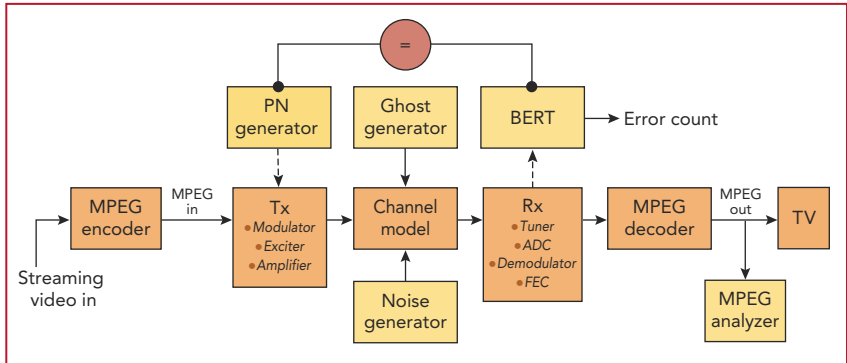 =
PN
generator
Ghost
generator
BERT
Error count
MPEG
encoder
MPEG
in
Tx
• Modulator
• Exciter
• Amplifier
Channel
model
Rx
• Tuner
• ADC
• Demodulator
• FEC
MPEG
decoder
MPEG
out
TV
Streaming
video in
Noise
generator
MPEG
analyzer